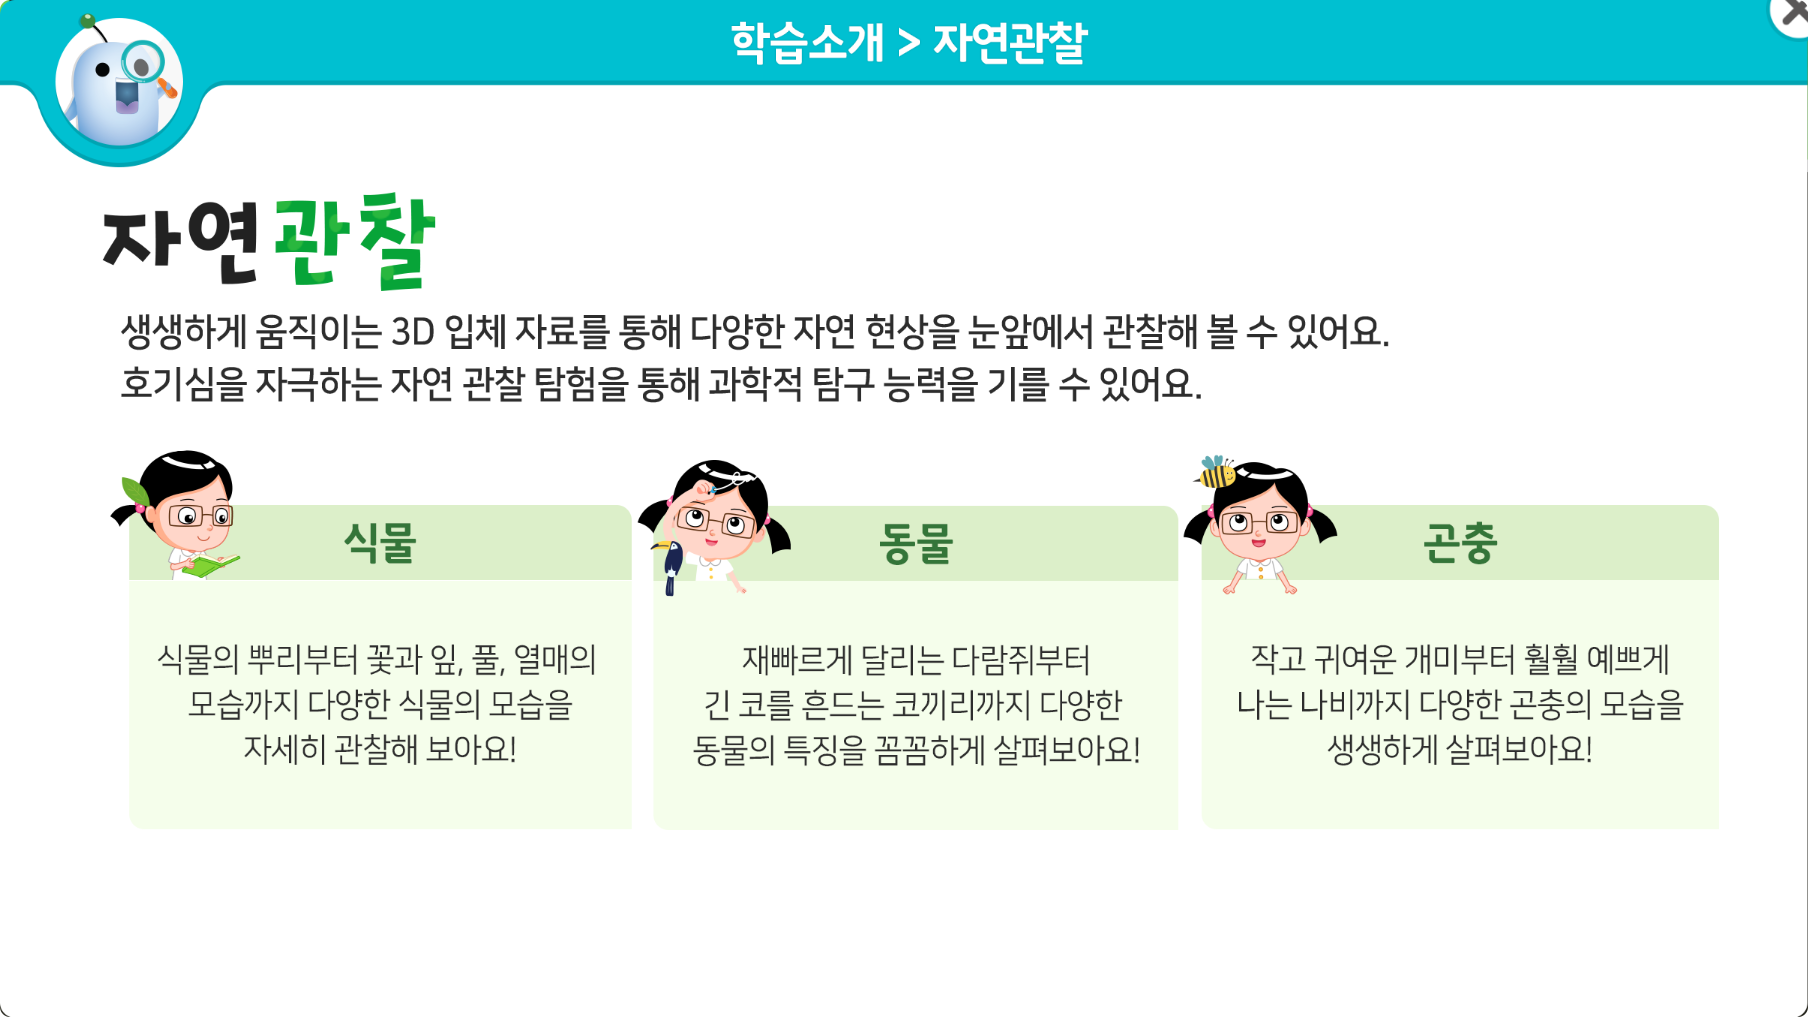 학습소개 > 자연관찰
자연관찰
생생하게 움직이는 3D 입체 자료를 통해 다양한 자연 현상을 눈앞에서 관찰해 볼 수 있어요.
호기심을 자극하는 자연 관찰 탐험을 통해 과학적 탐구 능력을 기를 수 있어요.
식물
식물의 뿌리부터 꽃과 잎, 풀, 열매의
모습까지 다양한 식물의 모습을
자세히 관찰해 보아요!
동물
재빠르게 달리는 다람쥐부터
긴 코를 흔드는 코끼리까지 다양한
동물의 특징을 꼼꼼하게 살펴보아요!
곤충
작고 귀여운 개미부터 훨훨 예쁘게
나는 나비까지 다양한 곤충의 모습을
생생하게 살펴보아요!